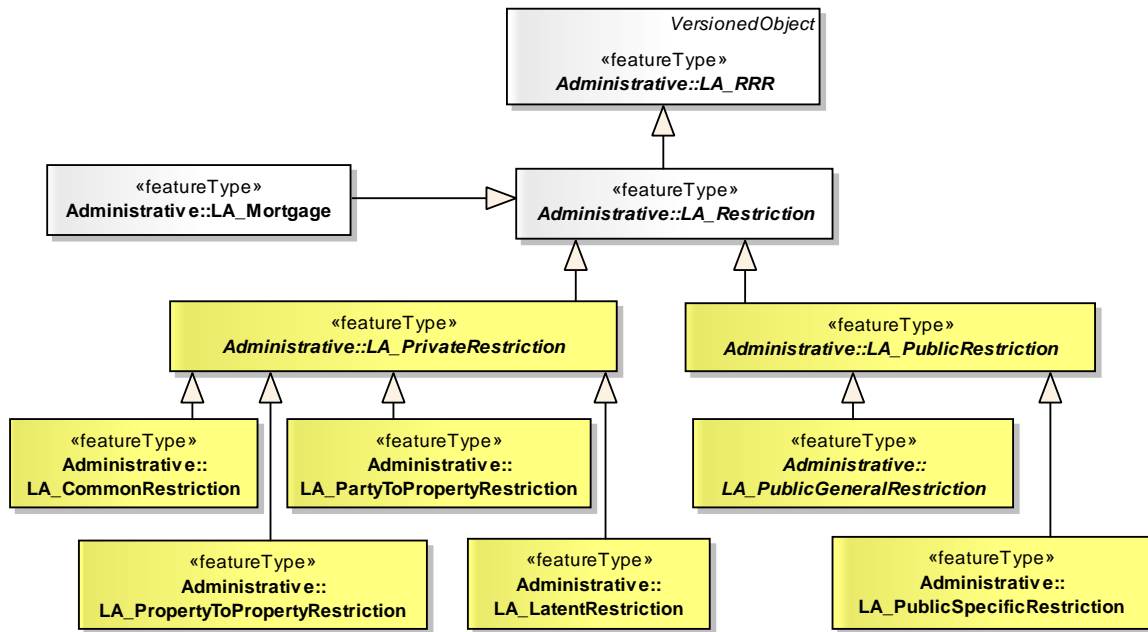 VersionedObject
«featureType»
Administrative::LA_RRR
«featureType»
Administrative::LA_Mortgage
«featureType»
Administrative::LA_Restriction
«featureType»
Administrative::LA_PrivateRestriction
«featureType»
Administrative::LA_PublicRestriction
«featureType»
Administrative::
LA_CommonRestriction
«featureType»
Administrative::
LA_PartyToPropertyRestriction
«featureType»
Administrative::
LA_PublicGeneralRestriction
«featureType»
Administrative::
LA_PropertyToPropertyRestriction
«featureType»
Administrative::
LA_LatentRestriction
«featureType»
Administrative::
LA_PublicSpecificRestriction